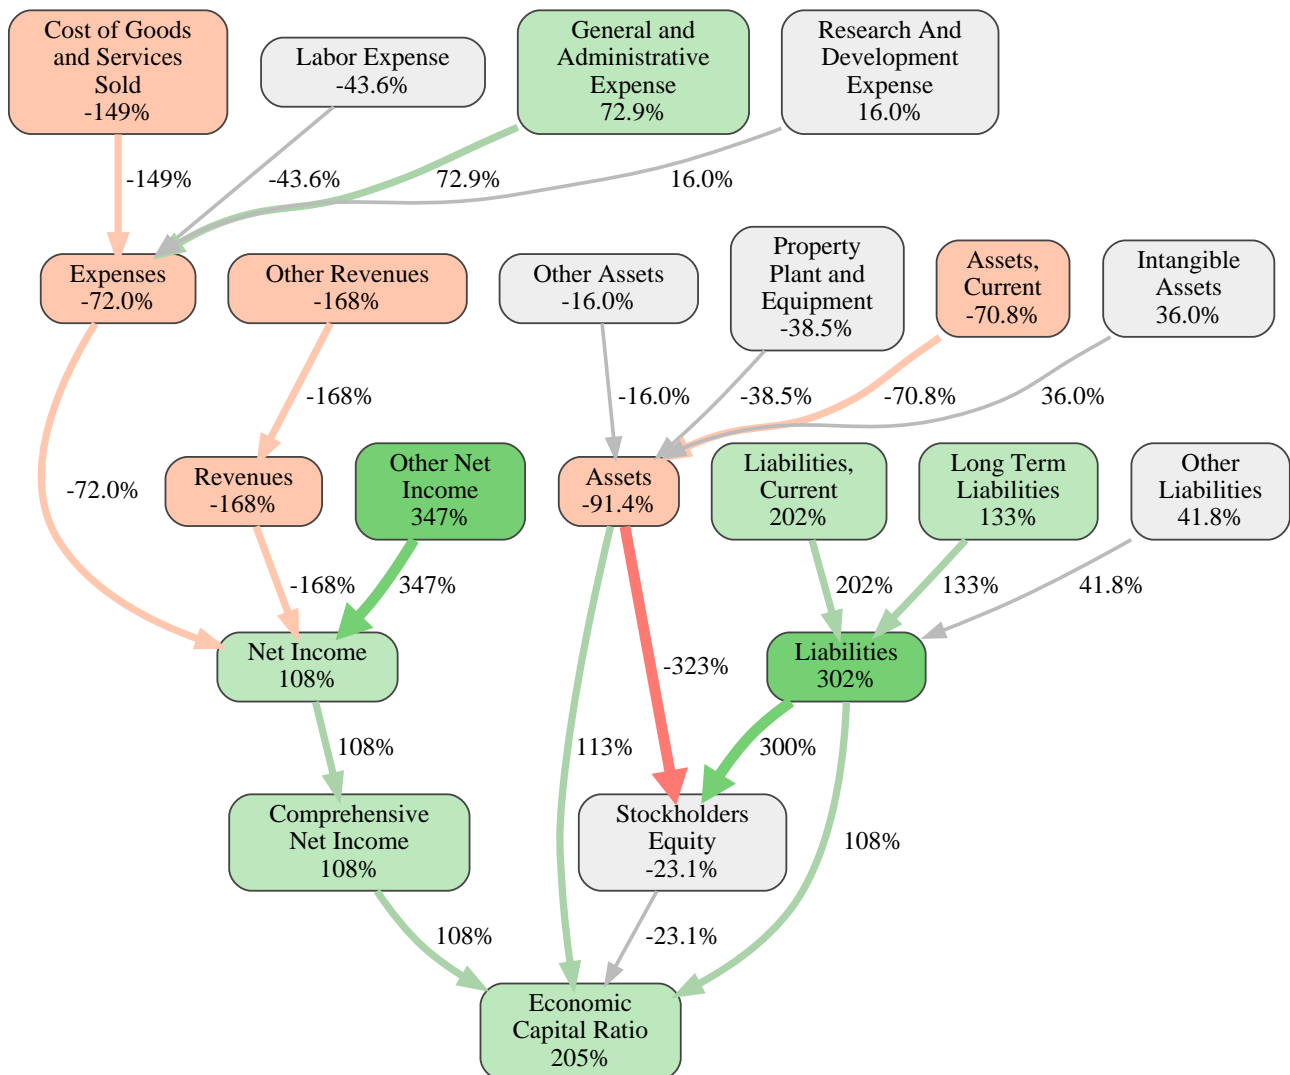 Cost of Goods
and Services
Sold
-149%
Labor Expense
-43.6%
General and
Administrative
Expense
72.9%
Research And
Development
Expense
16.0%
-149%
-43.6%
72.9%
16.0%
Expenses
-72.0%
Other Revenues
-168%
Other Assets
-16.0%
Property
Plant and
Equipment
-38.5%
Assets,
Current
-70.8%
Intangible
Assets
36.0%
-168%
-16.0%
-38.5%
-70.8%
36.0%
-72.0%
Revenues
-168%
Other Net
Income
347%
Assets
-91.4%
Liabilities,
Current
202%
Long Term
Liabilities
133%
Other
Liabilities
41.8%
-168%
347%
202%
133%
41.8%
Net Income
108%
-323%
Liabilities
302%
108%
113%
300%
Comprehensive
Net Income
108%
Stockholders
Equity
-23.1%
108%
108%
-23.1%
Economic
Capital Ratio
205%